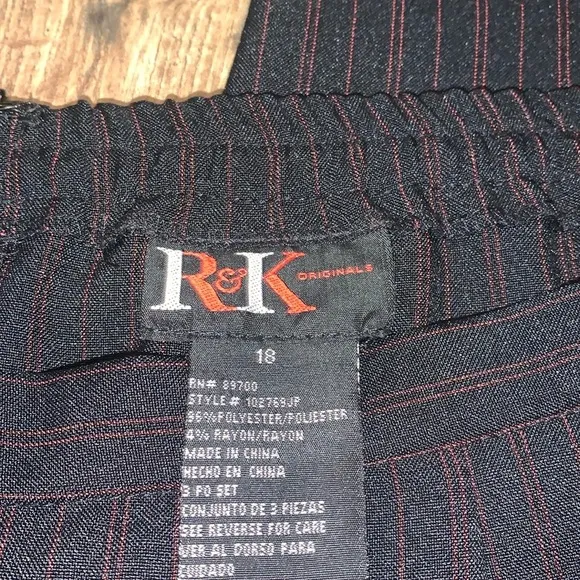 R&K ORIGINALS
18
RN# 89700
STYLE # 102769JP
96%POLYESTER/POLIESTER
4% RAYON/RAYON
MADE IN CHINA
HECHO EN CHINA
3 PO SET
CONJUNTO DE 3 PIEZAS
SEE REVERSE FOR CARE
VER AL DORSO PARA
CUIDADO